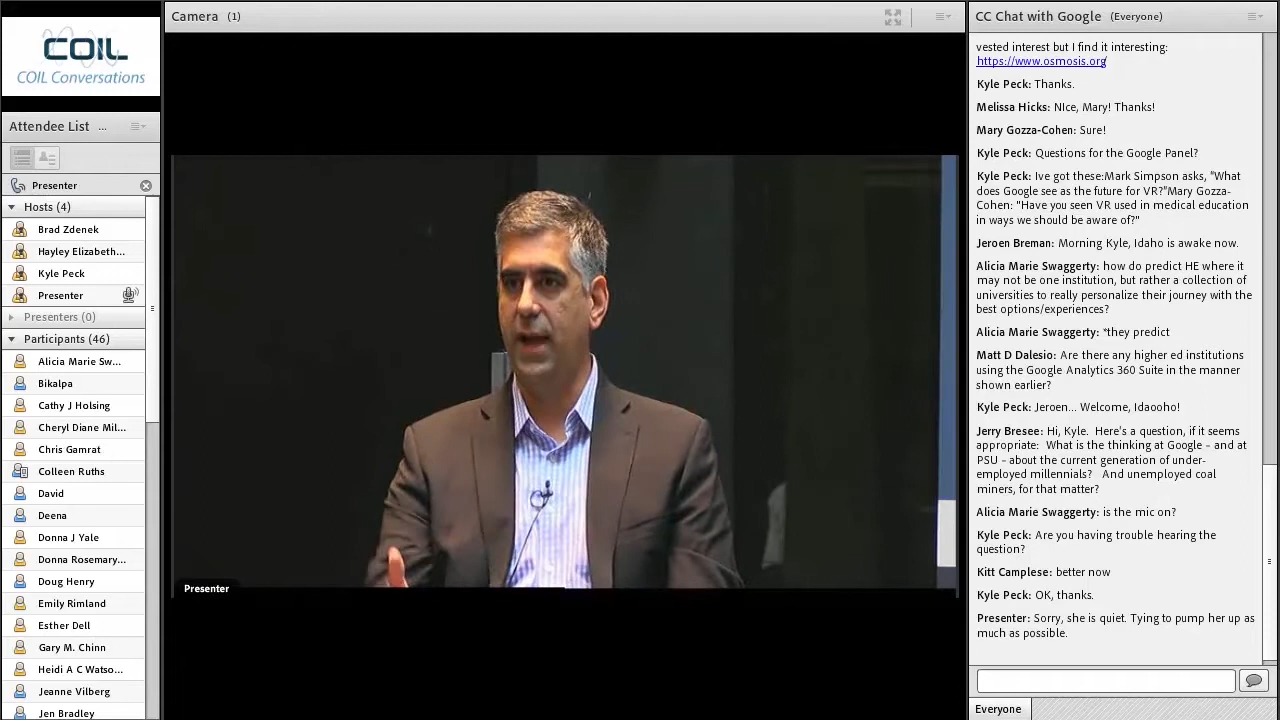 COIL
COIL Conversations
Attendee List ...
Presenter
Hosts (4)
Brad Zdenek
Hayley Elizabeth...
Kyle Peck
Presenter
Presenters (0)
Participants (46)
Alicia Marie Sw...
Bikalpa
Cathy J Holsing
Cheryl Diane Mil...
Chris Gamrat
Colleen Ruths
David
Deena
Donna J Yale
Donna Rosemary...
Doug Henry
Emily Rimland
Esther Dell
Gary M. Chinn
Heidi A C Watso...
Jeanne Vilberg
Jen Bradley
Camera (1)
Presenter
CC Chat with Google (Everyone)
vested interest but I find it interesting:
https://www.osmosis.org
Kyle Peck: Thanks.
Melissa Hicks: NIce, Mary! Thanks!
Mary Gozza-Cohen: Sure!
Kyle Peck: Questions for the Google Panel?
Kyle Peck: Ive got these:Mark Simpson asks, "What
does Google see as the future for VR?"Mary Gozza-
Cohen: "Have you seen VR used in medical education
in ways we should be aware of?"
Jeroen Breman: Morning Kyle, Idaho is awake now.
Alicia Marie Swaggerty: how do predict HE where it
may not be one institution, but rather a collection of
universities to really personalize their journey with the
best options/experiences?
Alicia Marie Swaggerty: *they predict
Matt D Dalesio: Are there any higher ed institutions
using the Google Analytics 360 Suite in the manner
shown earlier?
Kyle Peck: Jeroen... Welcome, Idaooho!
Jerry Bresee: Hi, Kyle. Here's a question, if it seems
appropriate: What is the thinking at Google - and at
PSU - about the current generation of under-
employed millennials? And unemployed coal
miners, for that matter?
Alicia Marie Swaggerty: is the mic on?
Kyle Peck: Are you having trouble hearing the
question?
Kitt Camplese: better now
Kyle Peck: OK, thanks.
Presenter: Sorry, she is quiet. Tying to pump her up as
much as possible.
Everyone